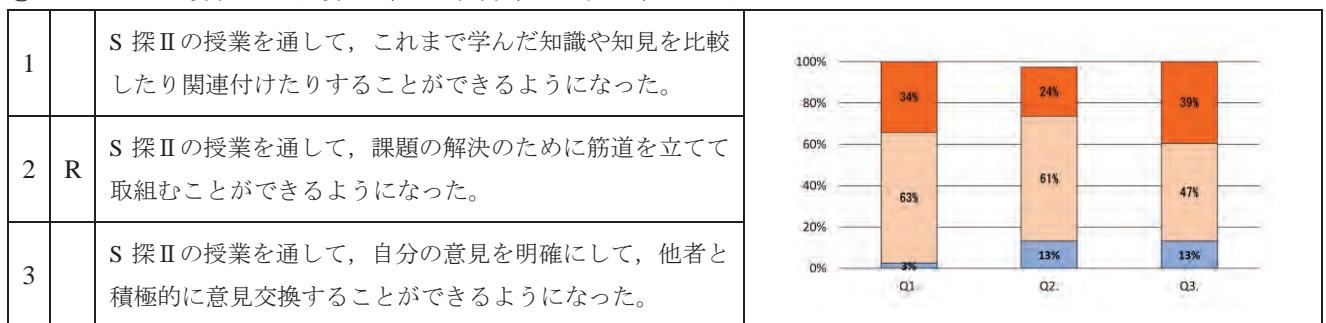 1
S 探Ⅱの授業を通して，これまで学んだ知識や知見を比較
したり関連付けたりすることができるようになった。
2 R
S 探Ⅱの授業を通して，課題の解決のために筋道を立てて
取組むことができるようになった。
3
S 探Ⅱの授業を通して，自分の意見を明確にして，他者と
積極的に意見交換することができるようになった。
100%
80%
60%
40%
20%
0%
34% 24% 39%
63% 61% 47%
3% 13% 13%
Q1. Q2. Q3.